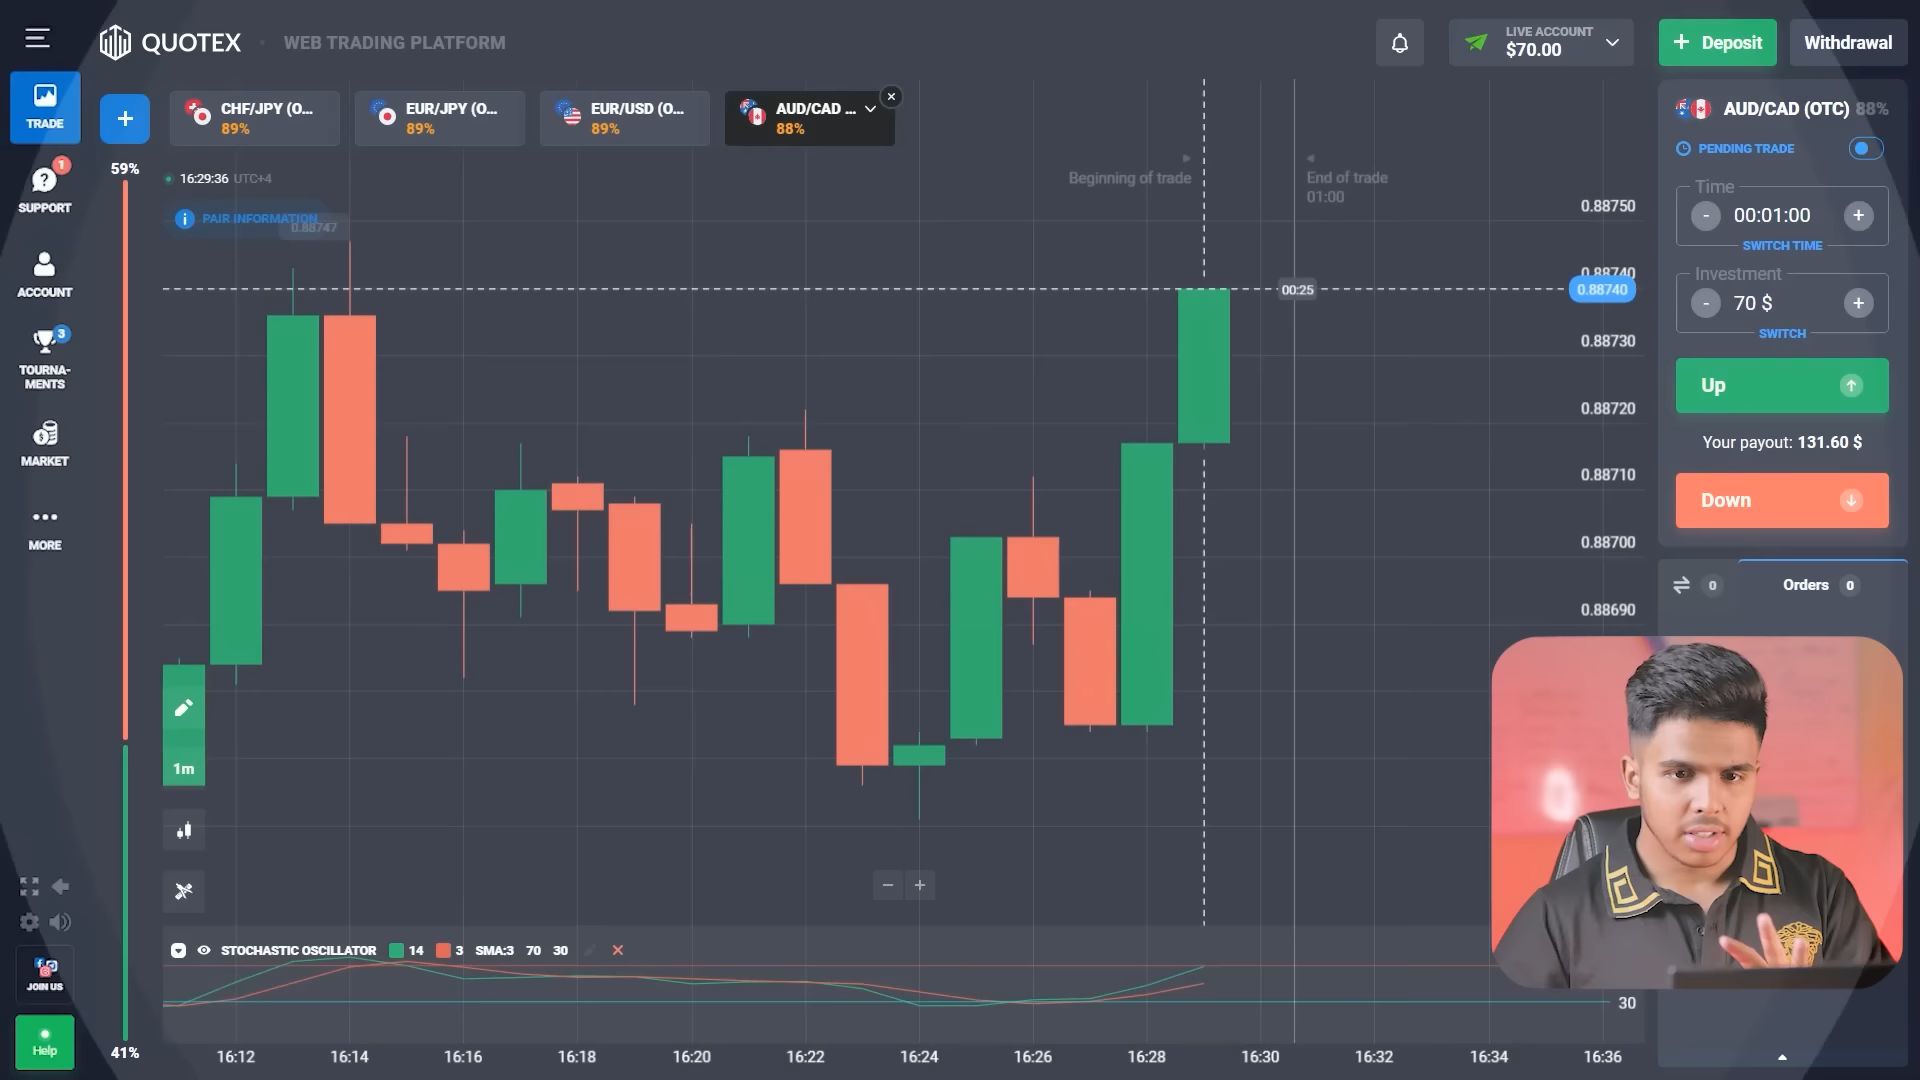 QUOTEX
WEB TRADING PLATFORM
LIVE ACCOUNT
$70.00
+ Deposit
Withdrawal
TRADE
+
CHF/JPY (O...
89%
EUR/JPY (O...
89%
EUR/USD (O...
89%
AUD/CAD ...
88%
AUD/CAD (OTC) 88%
PENDING TRADE
1
SUPPORT
59%
16:29:36 UTC+4
Beginning of trade
End of trade
01:00
PAIR INFORMATION
0.88747
0.88750
0.88740
0.88740
00:25
0.88730
0.88720
0.88710
0.88700
0.88690
Time
- 00:01:00 +
SWITCH TIME
Investment
- 70 $ +
SWITCH
Up
Your payout: 131.60 $
Down
0
Orders 0
ACCOUNT
3
TOURNA-
MENTS
MARKET
MORE
1m
− +
STOCHASTIC OSCILLATOR 14 3 SMA:3 70 30
30
JOIN US
Help
41%
16:12 16:14 16:16 16:18 16:20 16:22 16:24 16:26 16:28 16:30 16:32 16:34 16:36